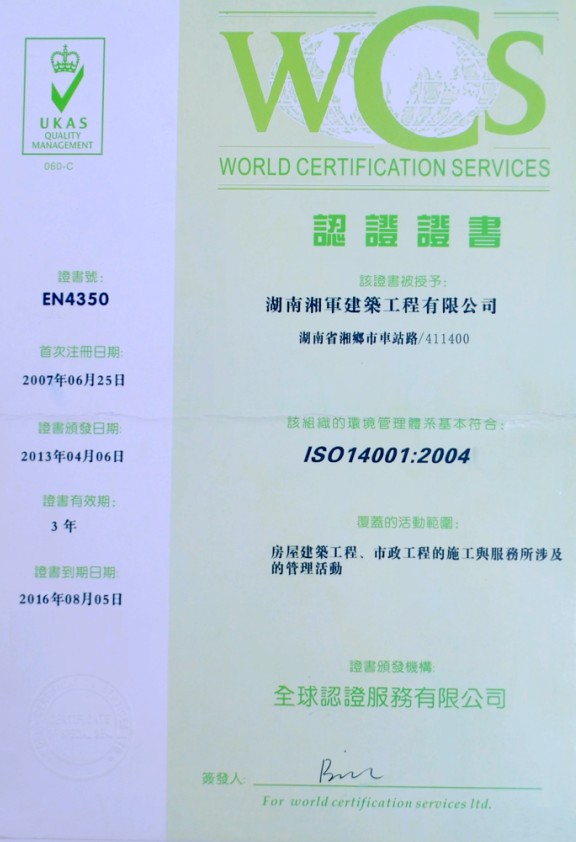 UKAS
QUALITY
MANAGEMENT
060-C
WCS
WORLD CERTIFICATION SERVICES
認證證書
證書號:
EN4350
首次注冊日期:
2007年06月25日
證書頒發日期:
2013年04月06日
證書有效期:
3 年
證書到期日期:
2016年08月05日
該證書被授予:
湖南湘軍建築工程有限公司
湖南省湘鄉市車站路/411400
該組織的環境管理體系基本符合:
ISO14001:2004
覆蓋的活動範圍:
房屋建築工程、市政工程的施工與服務所涉及
的管理活動
證書頒發機構:
全球認證服務有限公司
簽發人:
For world certification services ltd.